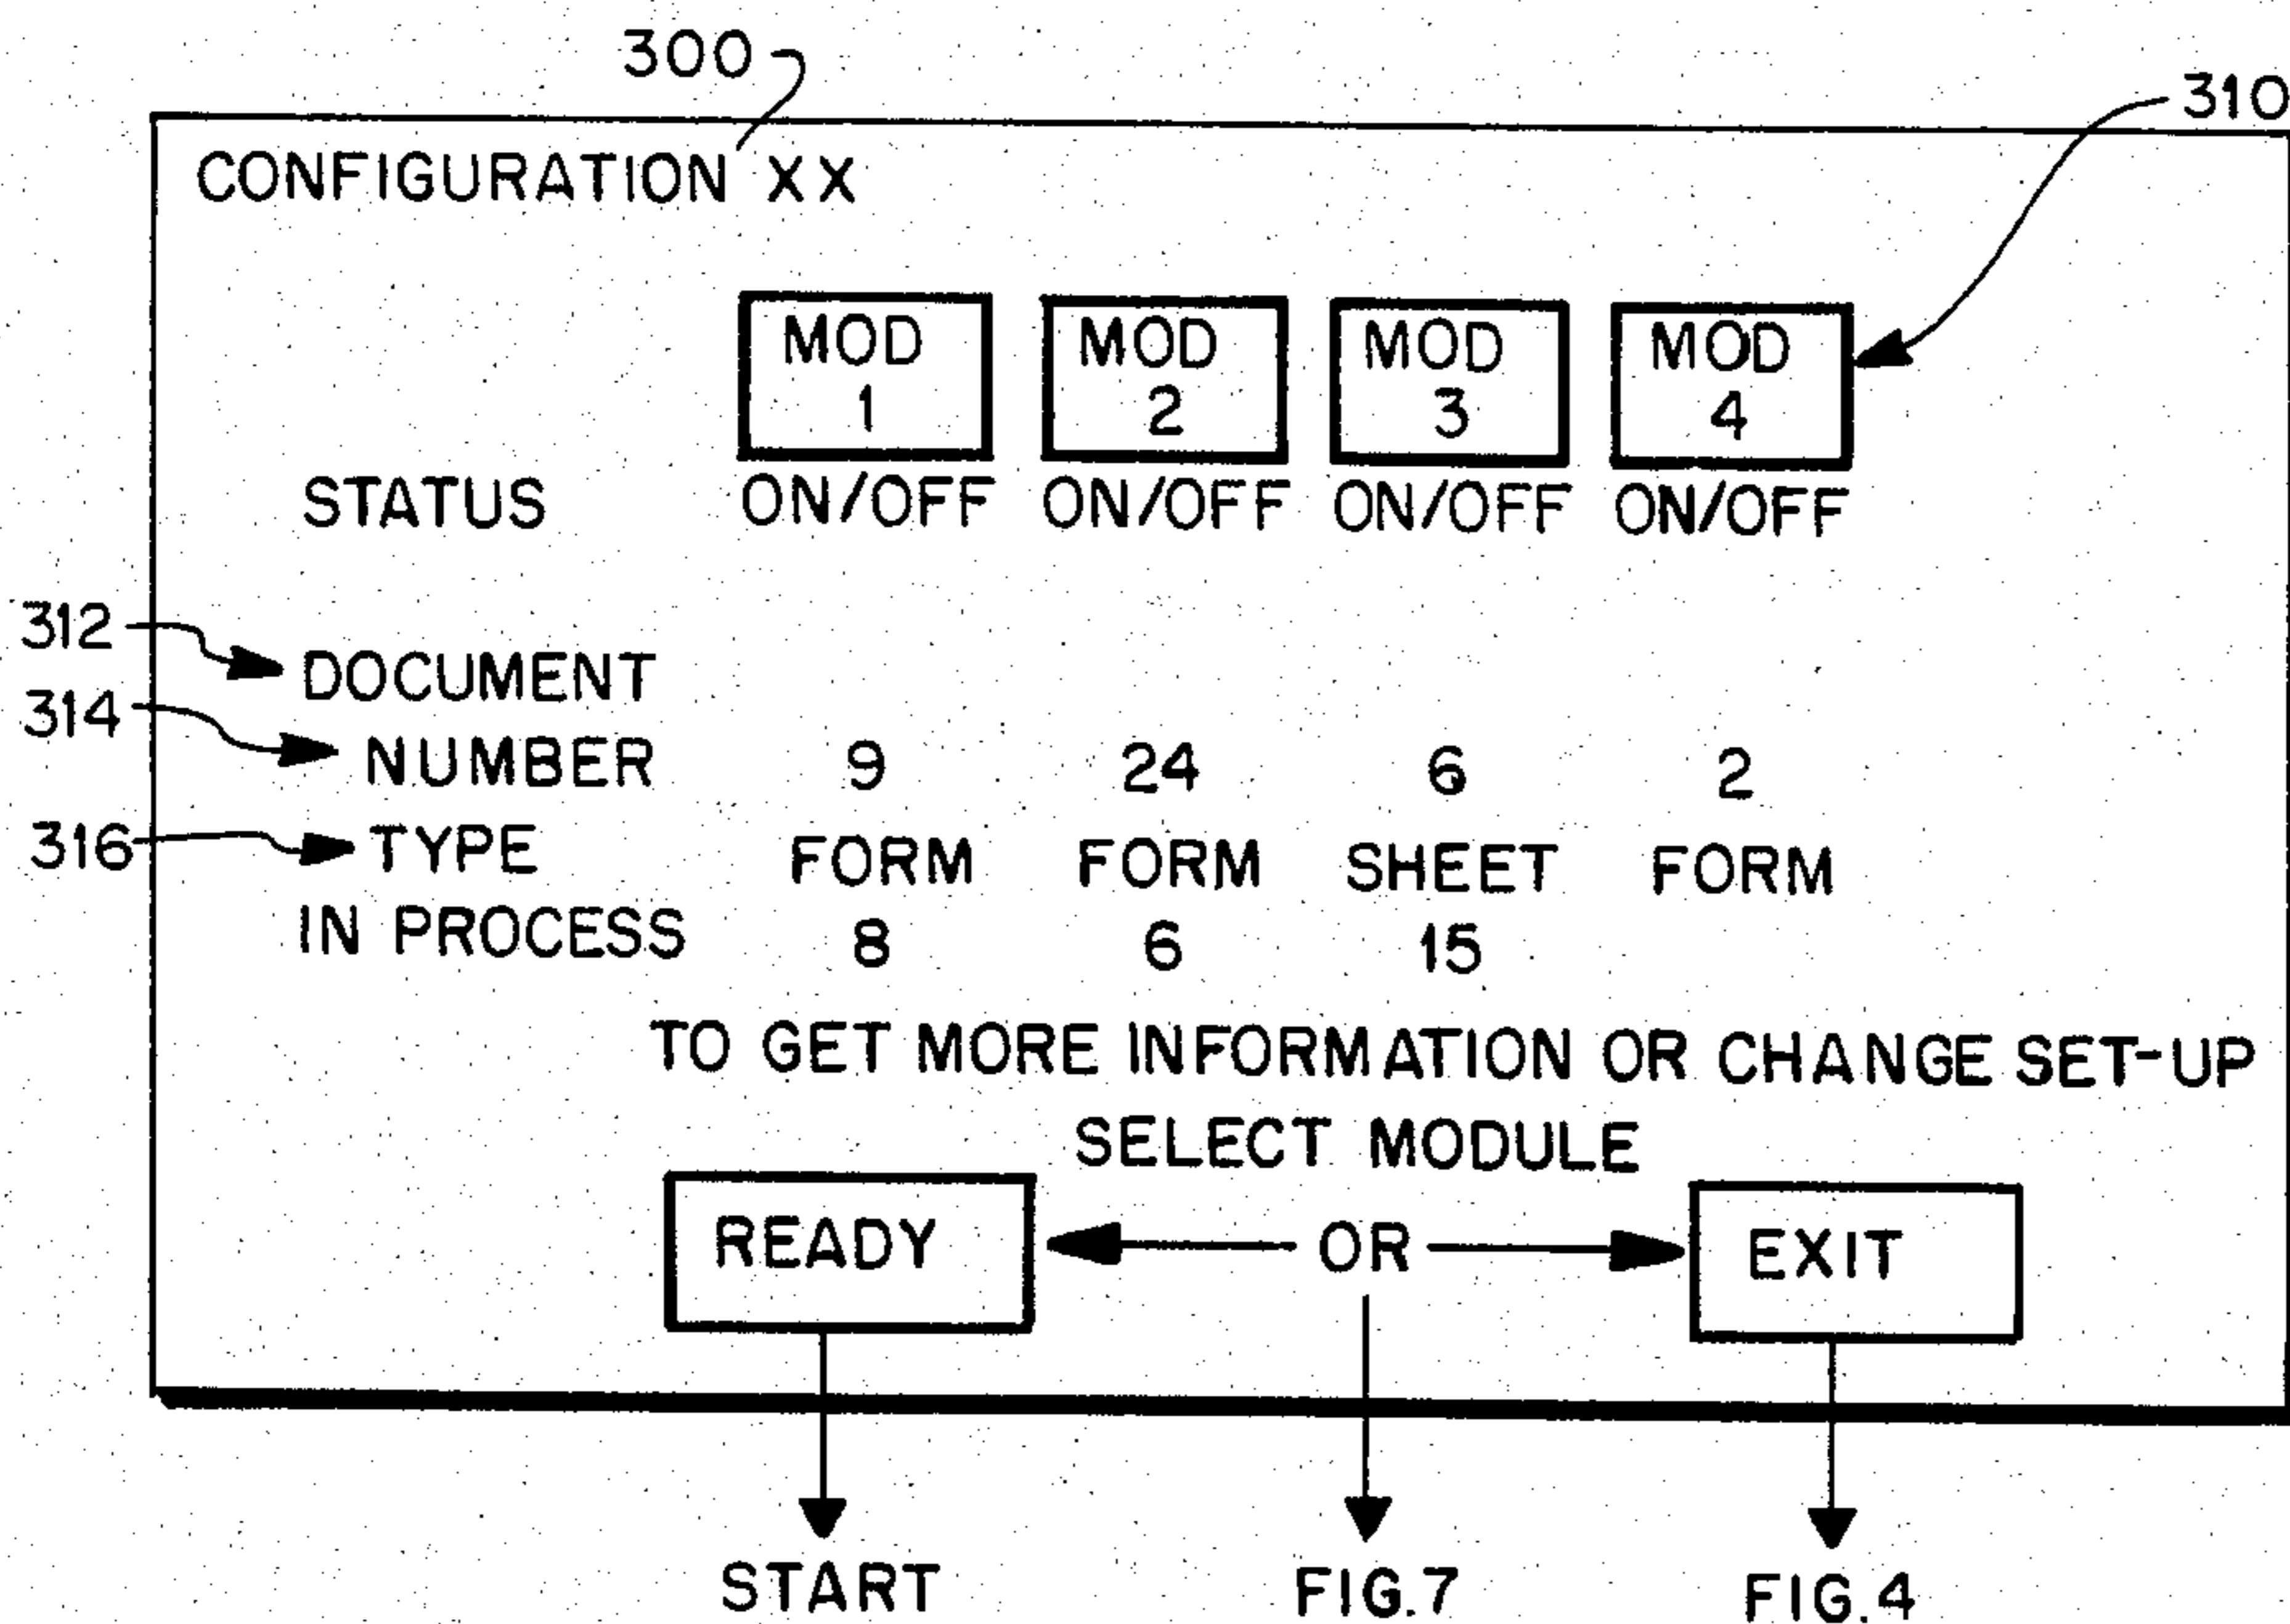 300
310
CONFIGURATION XX
MOD 1 MOD 2 MOD 3 MOD 4
STATUS ON/OFF ON/OFF ON/OFF ON/OFF
312 DOCUMENT
314 NUMBER 9 24 6 2
316 TYPE FORM FORM SHEET FORM
IN PROCESS 8 6 15
TO GET MORE INFORMATION OR CHANGE SET-UP
SELECT MODULE
READY OR EXIT
START FIG.7 FIG.4